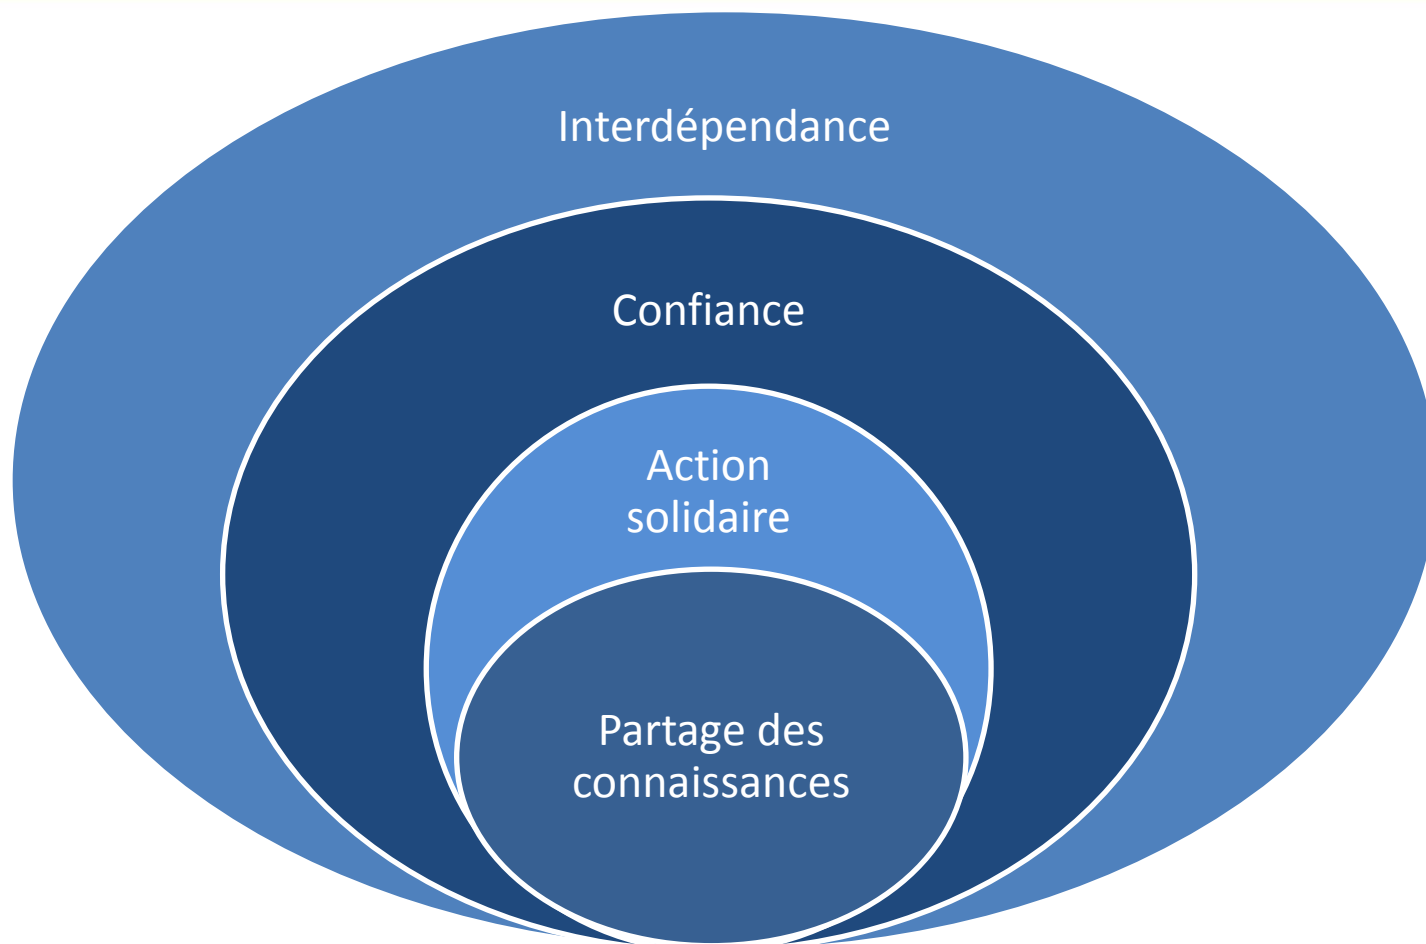 Interdépendance
Confiance
Action
solidaire
Partage des
connaissances